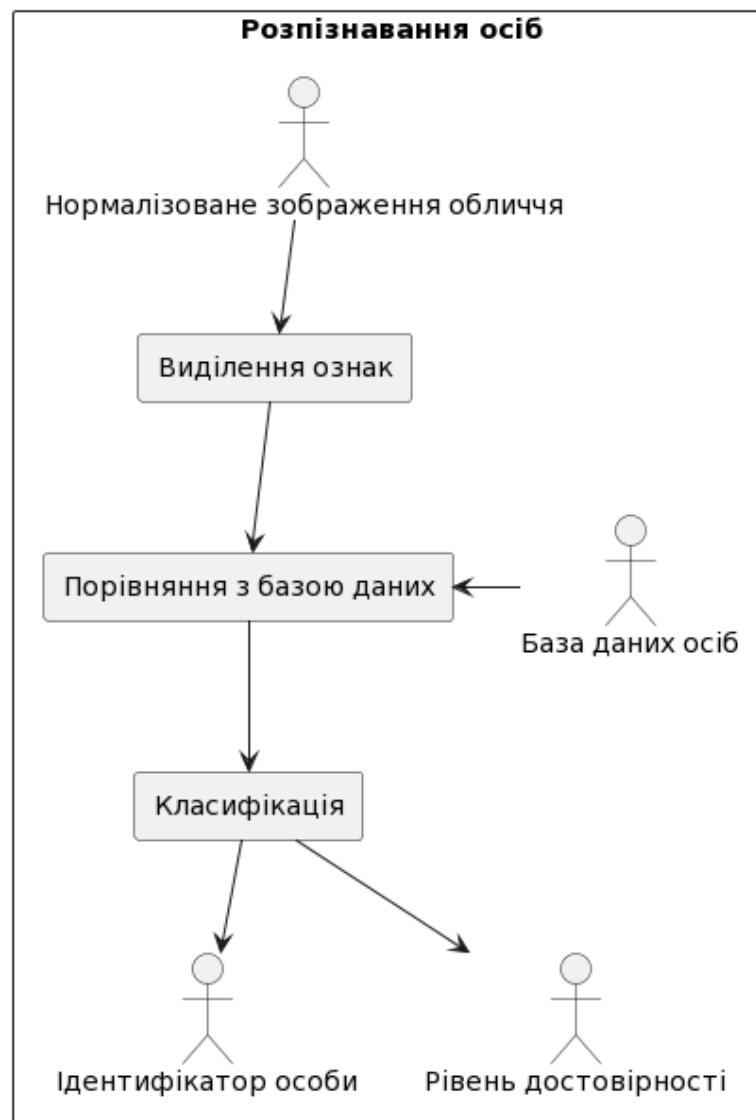 Розпізнавання осіб
Нормалізоване зображення обличчя
Виділення ознак
Порівняння з базою даних
База даних осіб
Класифікація
Ідентифікатор особи
Рівень достовірності